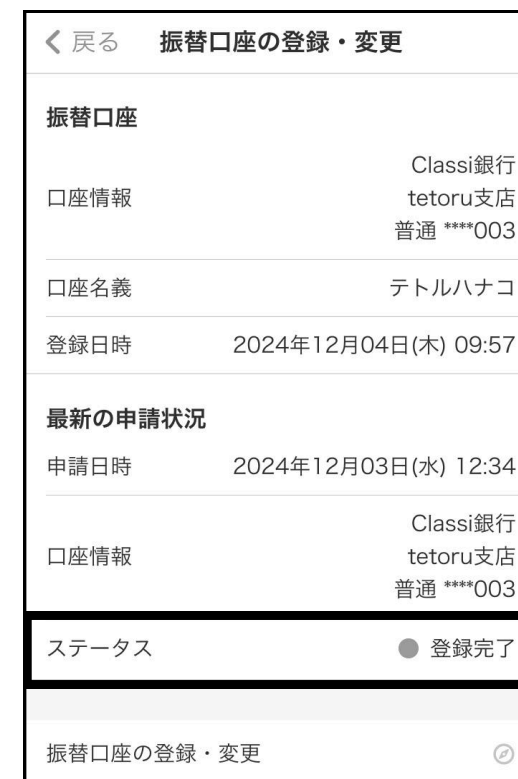 戻る 振替口座の登録・変更
振替口座
Classi銀行
口座情報 tetoru支店
普通 ****003
口座名義 テトルハナコ
登録日時 2024年12月04日(木) 09:57
最新の申請状況
申請日時 2024年12月03日(水) 12:34
Classi銀行
口座情報 tetoru支店
普通 ****003
ステータス 登録完了
振替口座の登録・変更